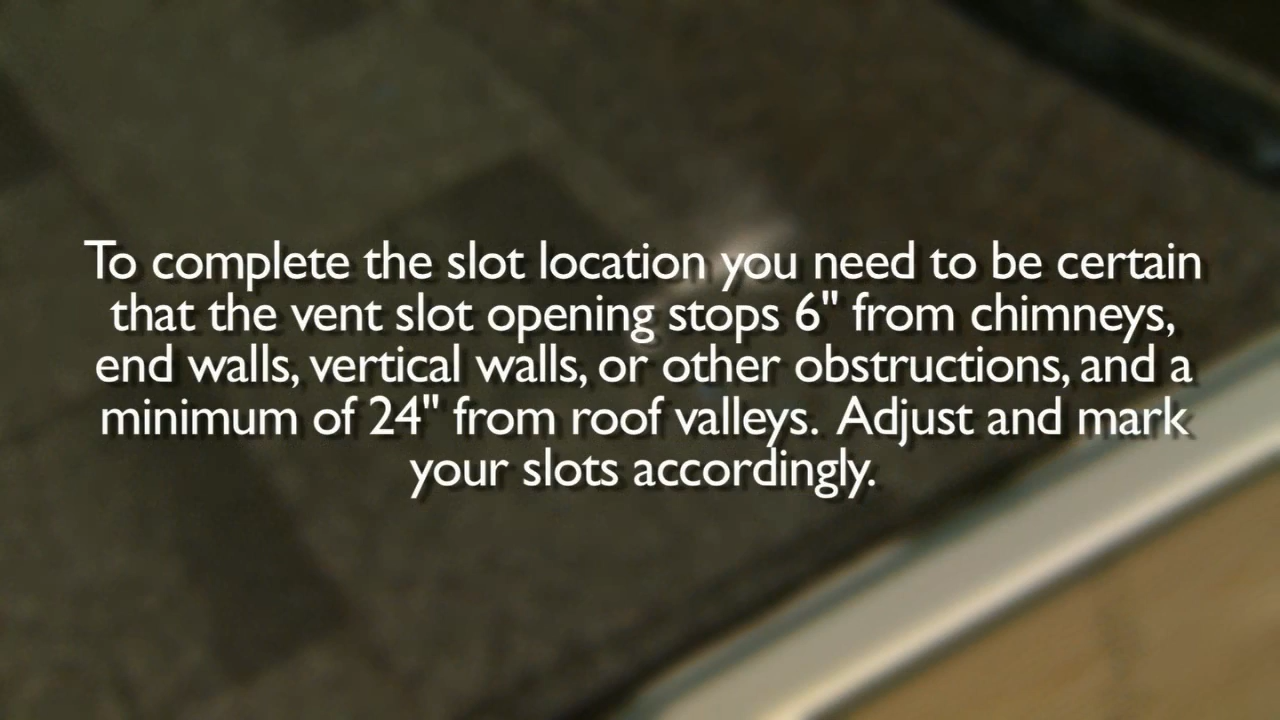 To complete the slot location you need to be certain
that the vent slot opening stops 6" from chimneys,
end walls, vertical walls, or other obstructions, and a
minimum of 24" from roof valleys.  Adjust and mark
your slots accordingly.